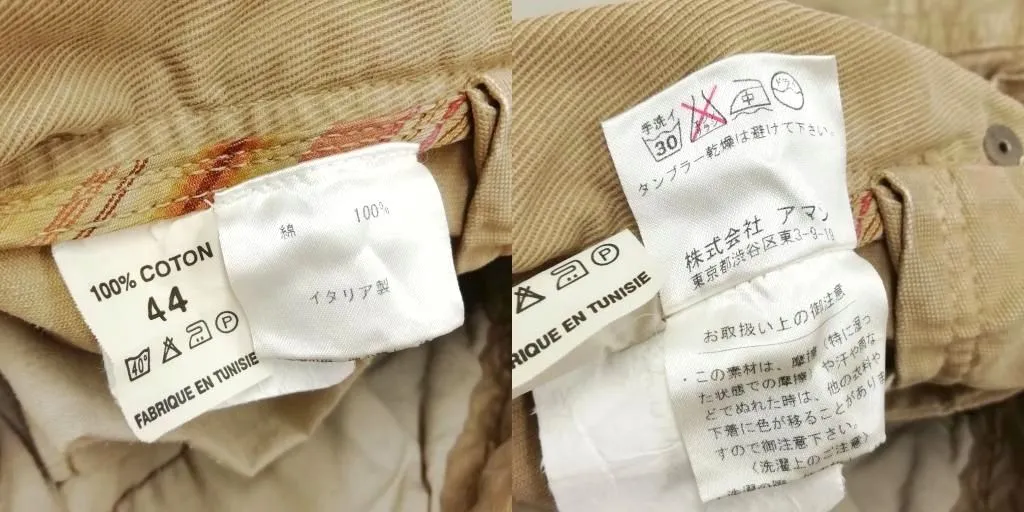 100% COTTON
44
40°
P
FABRIQUE EN TUNISIE
綿 100%
イタリア製
手洗イ
30
中
ドライ
タンブラー乾燥は避けて下さい
株式会社 アマン
東京都渋谷区東3-9-19
P
RIQUE EN TUNISIE
お取扱い上の御注意
・この素材は、摩擦 特に湿っ
た状態での摩擦 や汗や雨な
どでぬれた時は、他の衣料や
下着に色が移ることがありま
すので御注意下さい。
〈洗濯上のご注意〉